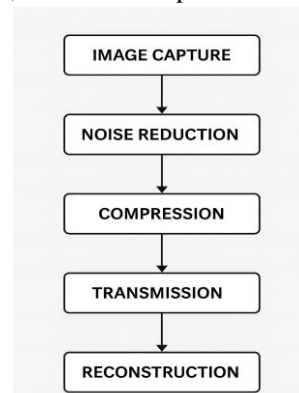 IMAGE CAPTURE
NOISE REDUCTION
COMPRESSION
TRANSMISSION
RECONSTRUCTION